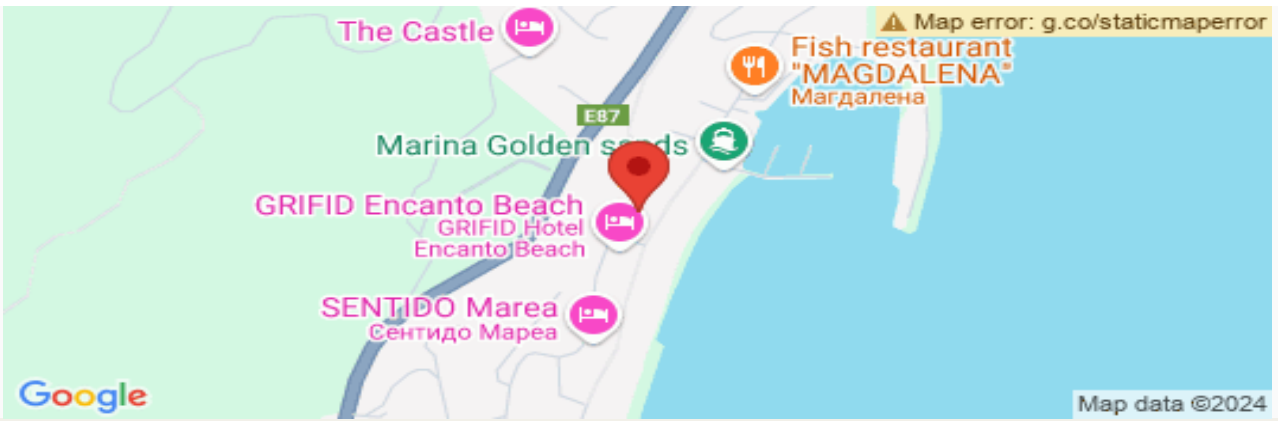 The Castle
Map error: g.co/staticmaperror
Fish restaurant
"MAGDALENA"
Магдалена
E87
Marina Golden sands
GRIFID Encanto Beach
GRIFID Hotel
Encanto Beach
SENTIDO Marea
Сентидо Мареа
Google
Map data ©2024